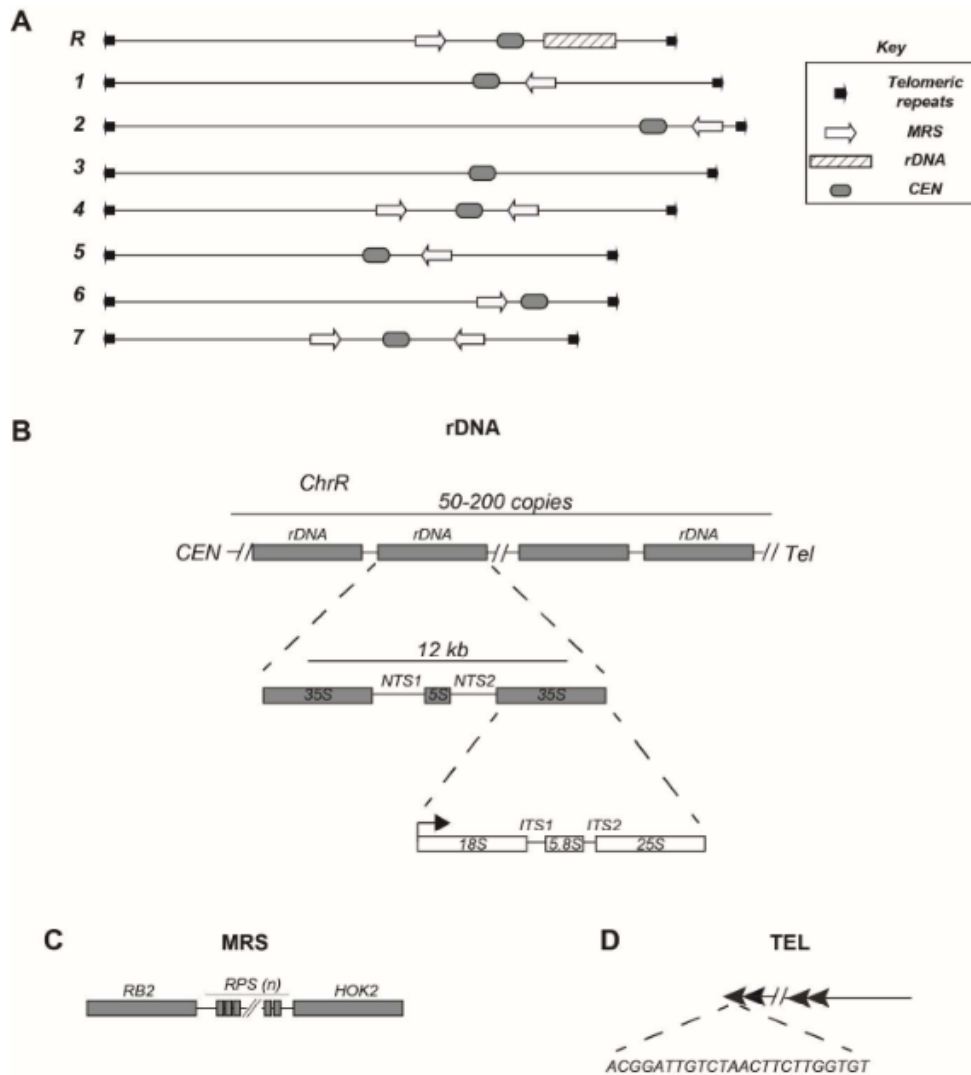 A
R
1
2
3
4
5
6
7
Key
Telomeric
repeats
MRS
rDNA
CEN
B
rDNA
ChrR
50-200 copies
CEN rDNA rDNA rDNA Tel
12 kb
35S NTS1 5S NTS2 35S
ITS1 ITS2
18S 5.8S 25S
C MRS
RB2 RPS (n) HOK2
D TEL
ACGGATTGTCTAACTTCTTGGTGT